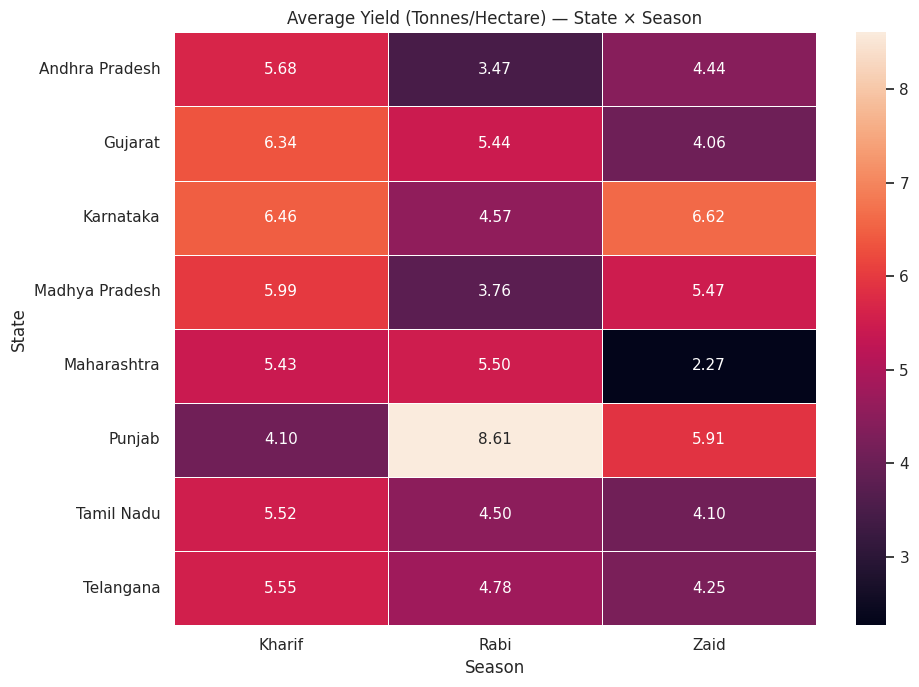 Average Yield (Tonnes/Hectare) — State × Season
State
Andhra Pradesh 5.68 3.47 4.44
Gujarat 6.34 5.44 4.06
Karnataka 6.46 4.57 6.62
Madhya Pradesh 5.99 3.76 5.47
Maharashtra 5.43 5.50 2.27
Punjab 4.10 8.61 5.91
Tamil Nadu 5.52 4.50 4.10
Telangana 5.55 4.78 4.25
Kharif Rabi Zaid
Season
8
7
6
5
4
3